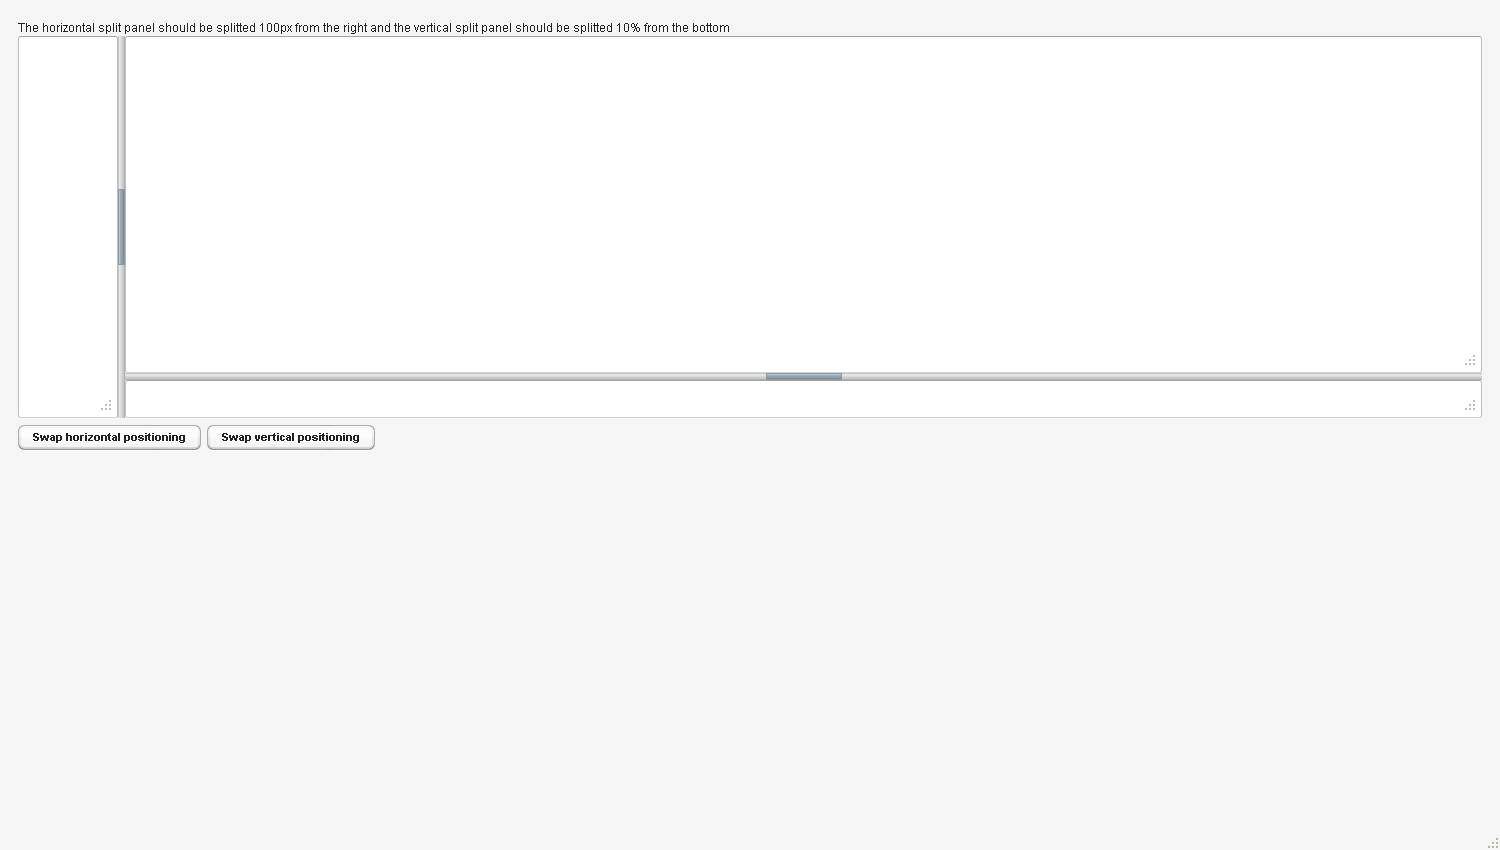 The horizontal split panel should be splitted 100px from the right and the vertical split panel should be splitted 10% from the bottom
Swap horizontal positioning
Swap vertical positioning